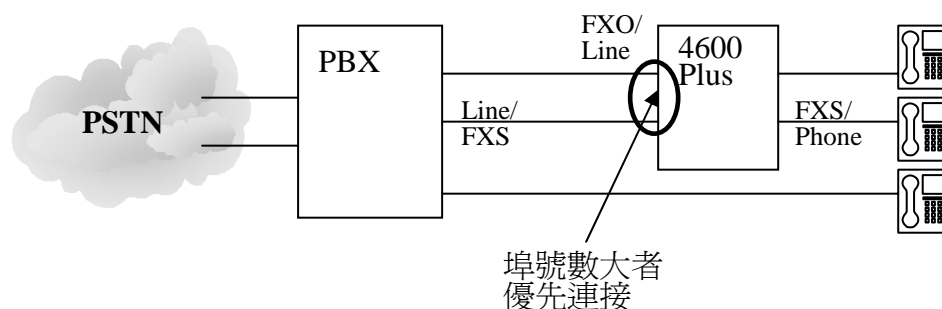 PSTN
PBX
Line/
FXS
FXO/
Line
4600
Plus
FXS/
Phone
埠號數大者
優先連接